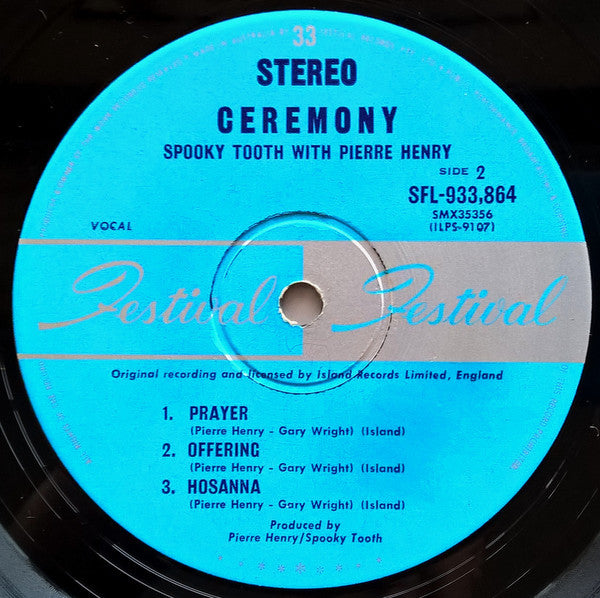 33
STEREO
CEREMONY
SPOOKY TOOTH WITH PIERRE HENRY
SIDE 2
SFL-933,864
SMX35356
(ILPS-9107)
VOCAL
Festival Festival
Original recording and licensed by Island Records Limited, England
1. PRAYER
(Pierre Henry - Gary Wright) (Island)
2. OFFERING
(Pierre Henry - Gary Wright) (Island)
3. HOSANNA
(Pierre Henry - Gary Wright) (Island)
Produced by
Pierre Henry/Spooky Tooth